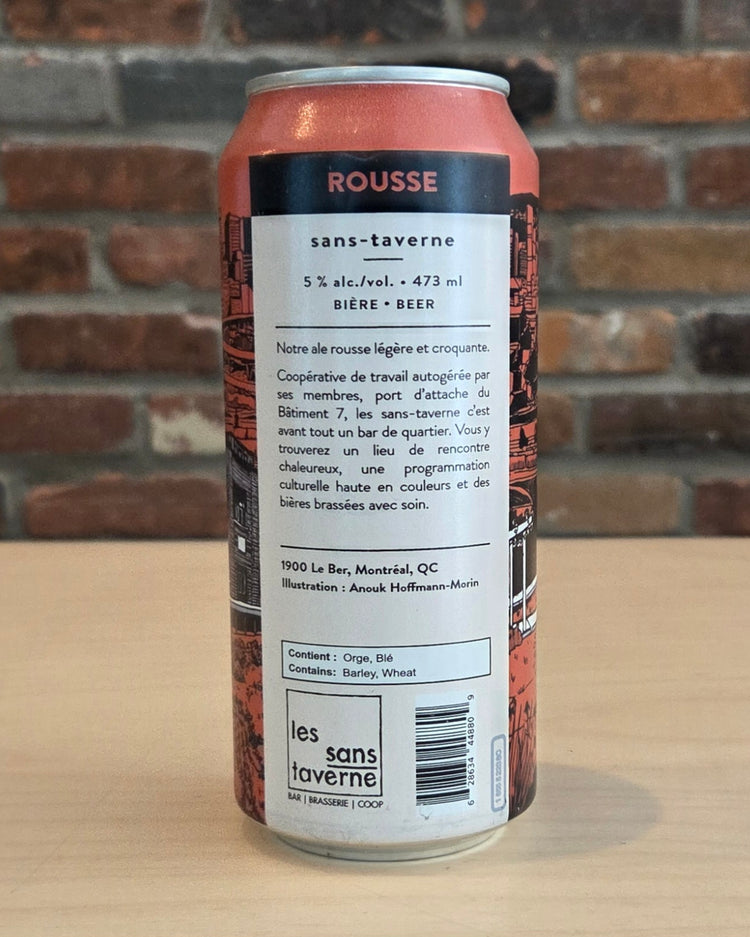 ROUSSE
sans-taverne
5 % alc./vol. • 473 ml
BIÈRE • BEER
Notre ale rousse légère et croquante.
Coopérative de travail autogérée par
ses membres, port d'attache du
Bâtiment 7, les sans-taverne c'est
avant tout un bar de quartier. Vous y
trouverez un lieu de rencontre
chaleureux, une programmation
culturelle haute en couleurs et des
bières brassées avec soin.
1900 Le Ber, Montréal, QC
Illustration : Anouk Hoffmann-Morin
Contient : Orge, Blé
Contains: Barley, Wheat
les
sans
taverne
BAR | BRASSERIE | COOP
6 28634 44880 9